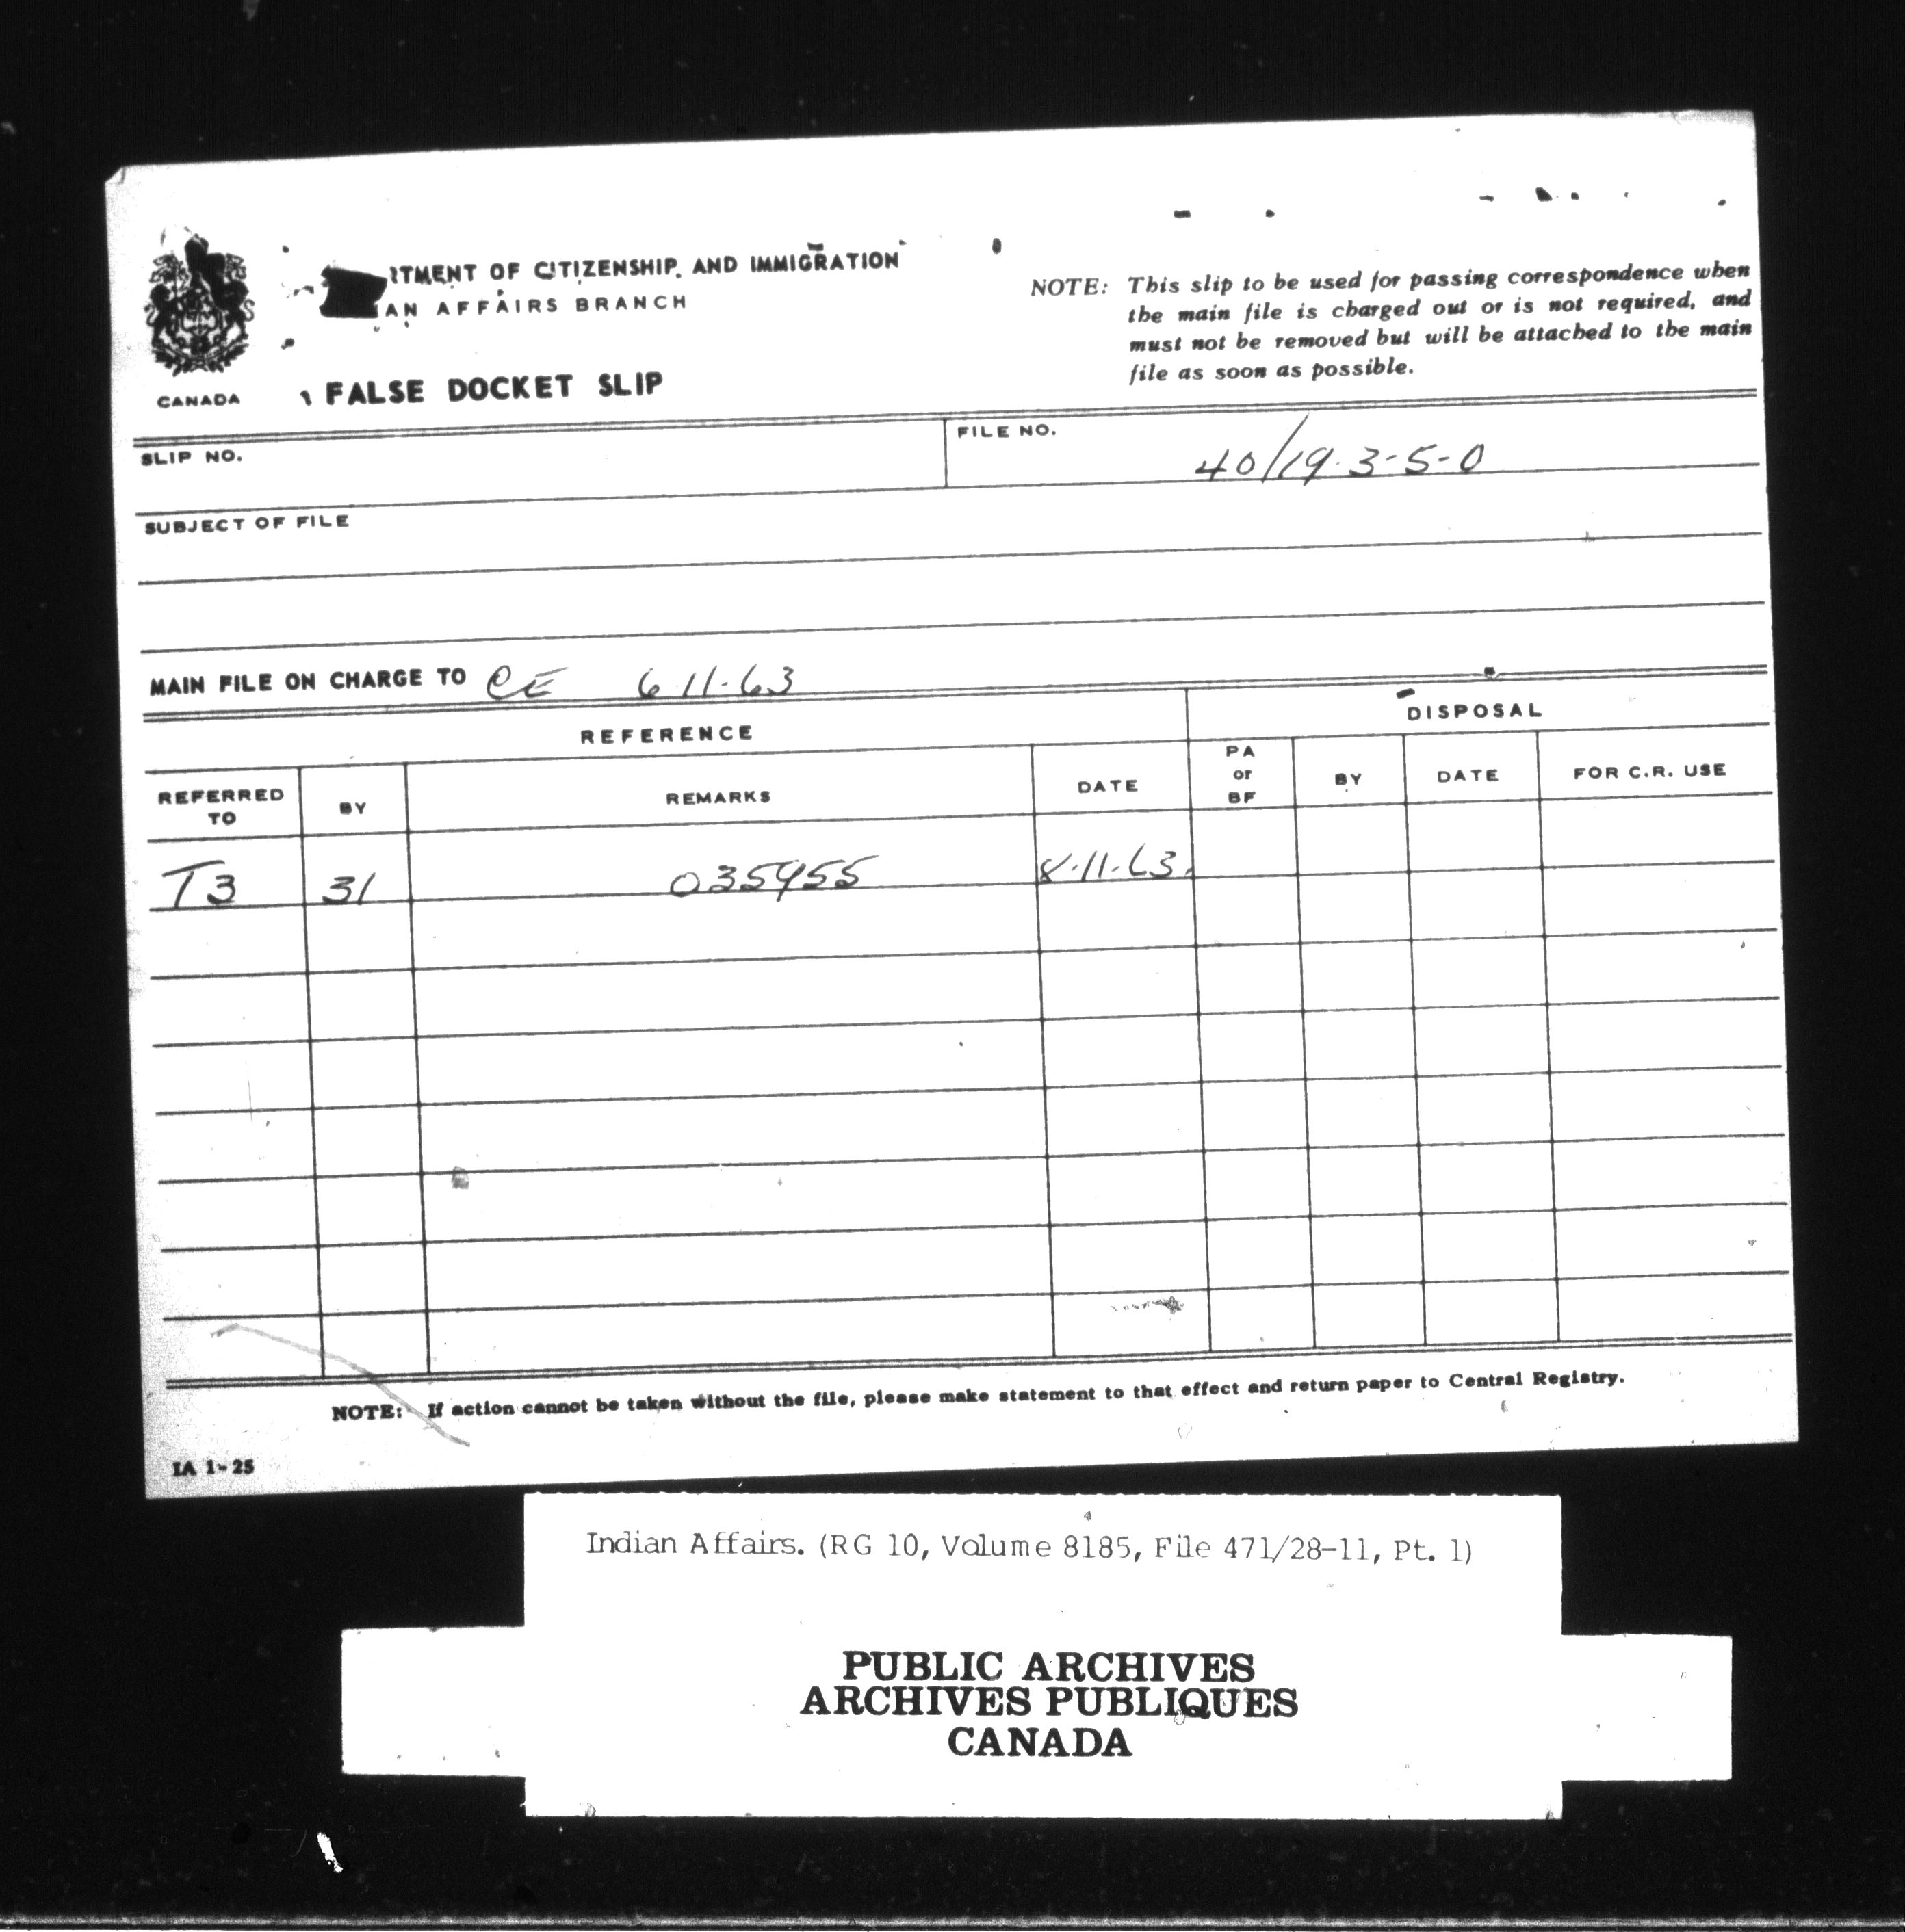 RTMENT OF CITIZENSHIP, AND IMMIGRATION
AN AFFAIRS BRANCH
CANADA
FALSE DOCKET SLIP
NOTE: This slip to be used for passing correspondence when
the main file is charged out or is not required, and
must not be removed but will be attached to the main
file as soon as possible.
SLIP NO.
FILE NO.
40/19.3-5-0
SUBJECT OF FILE
MAIN FILE ON CHARGE TO CE 6.11.63
REFERENCE
DISPOSAL
REFERRED TO
BY
REMARKS
DATE
PA or BF
BY
DATE
FOR C.R. USE
T3 31 035955 8.11.63.
NOTE: If action cannot be taken without the file, please make statement to that effect and return paper to Central Registry.
IA 1-25
Indian Affairs. (RG 10, Volume 8185, File 471/28-11, Pt. 1)
PUBLIC ARCHIVES
ARCHIVES PUBLIQUES
CANADA